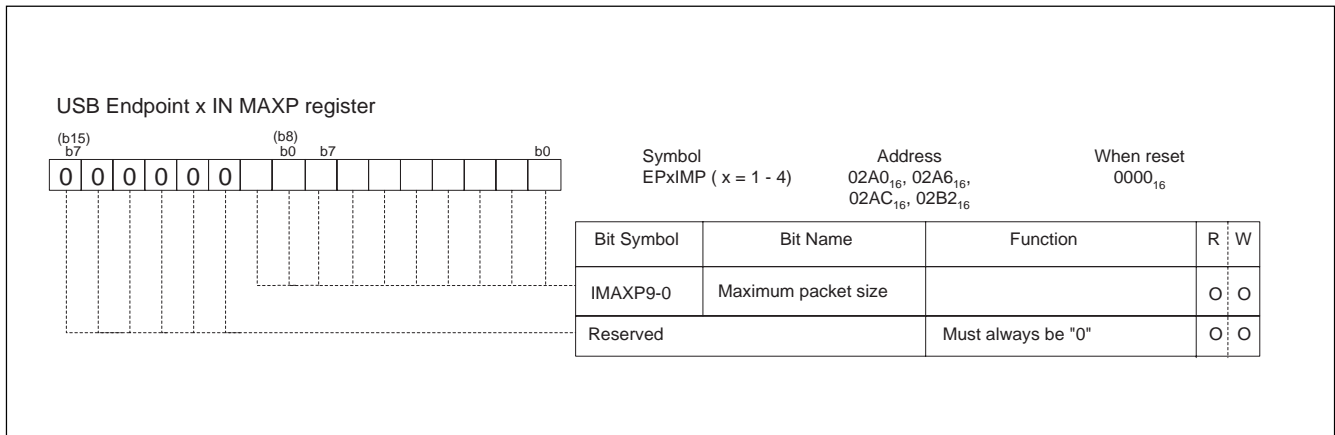 USB Endpoint x IN MAXP register
(b15) (b8)
b7 b0 b7 b0
0 0 0 0 0 0
Symbol Address When reset
EPxIMP ( x = 1 - 4) 02A0₁₆, 02A6₁₆, 0000₁₆
02AC₁₆, 02B2₁₆
Bit Symbol Bit Name Function R W
IMAXP9-0 Maximum packet size O O
Reserved Must always be "0" O O